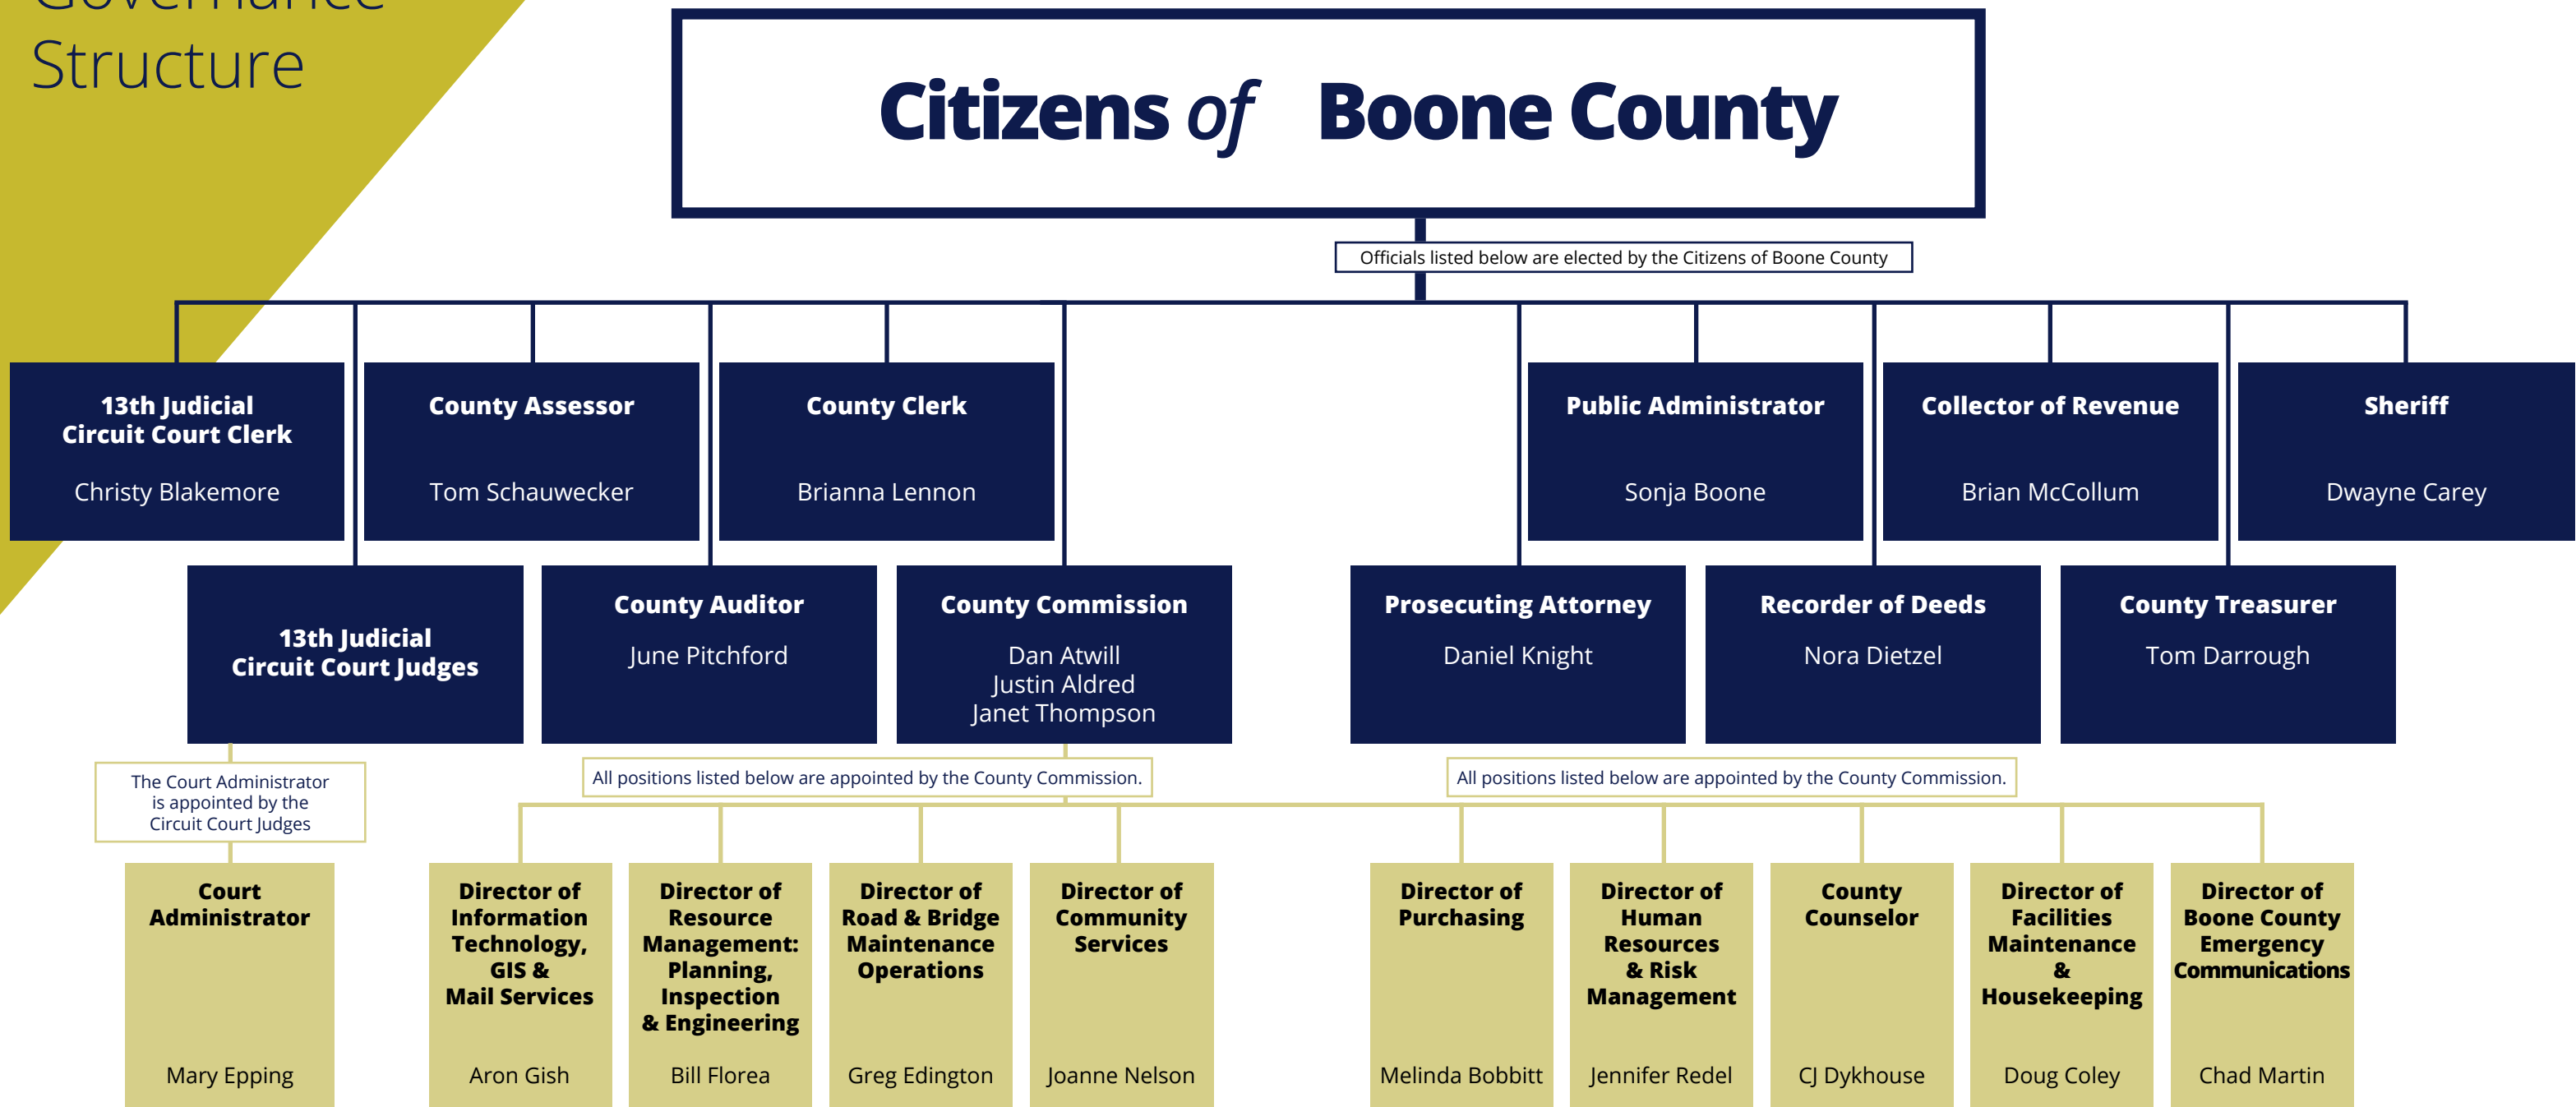 Governance
Structure
Citizens of Boone County
Officials listed below are elected by the Citizens of Boone County
13th Judicial
Circuit Court Clerk
Christy Blakemore
County Assessor
Tom Schauwecker
County Clerk
Brianna Lennon
Public Administrator
Sonja Boone
Collector of Revenue
Brian McCollum
Sheriff
Dwayne Carey
13th Judicial
Circuit Court Judges
County Auditor
June Pitchford
County Commission
Dan Atwill
Justin Aldred
Janet Thompson
Prosecuting Attorney
Daniel Knight
Recorder of Deeds
Nora Dietzel
County Treasurer
Tom Darrough
The Court Administrator
is appointed by the
Circuit Court Judges
All positions listed below are appointed by the County Commission.
All positions listed below are appointed by the County Commission.
Court
Administrator
Mary Epping
Director of
Information
Technology,
GIS &
Mail Services
Aron Gish
Director of
Resource
Management:
Planning,
Inspection
& Engineering
Bill Florea
Director of
Road & Bridge
Maintenance
Operations
Greg Edington
Director of
Community
Services
Joanne Nelson
Director of
Purchasing
Melinda Bobbitt
Director of
Human
Resources
& Risk
Management
Jennifer Redel
County
Counselor
CJ Dykhouse
Director of
Facilities
Maintenance
&
Housekeeping
Doug Coley
Director of
Boone County
Emergency
Communications
Chad Martin